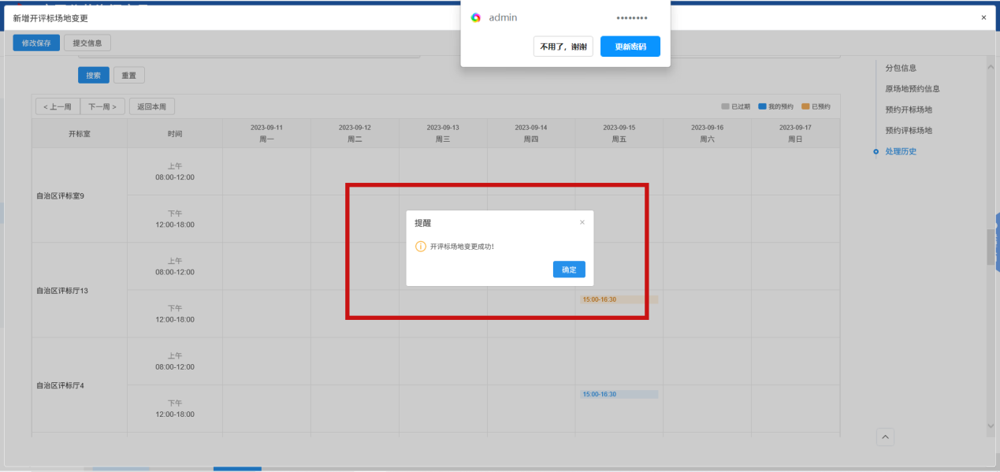 新增开评标场地变更
×
admin
••••••••
不用了，谢谢
更新密码
修改保存
提交信息
搜索
重置
< 上一周
下一周 >
返回本周
已过期
我的预约
已预约
开标室
时间
2023-09-11
周一
2023-09-12
周二
2023-09-13
周三
2023-09-14
周四
2023-09-15
周五
2023-09-16
周六
2023-09-17
周日
自治区评标室9
上午
08:00-12:00
下午
12:00-18:00
自治区评标厅13
上午
08:00-12:00
下午
12:00-18:00
15:00-16:30
自治区评标厅4
上午
08:00-12:00
下午
12:00-18:00
15:00-16:30
提醒
×
开评标场地变更成功!
确定
分包信息
原场地预约信息
预约开标场地
预约评标场地
处理历史